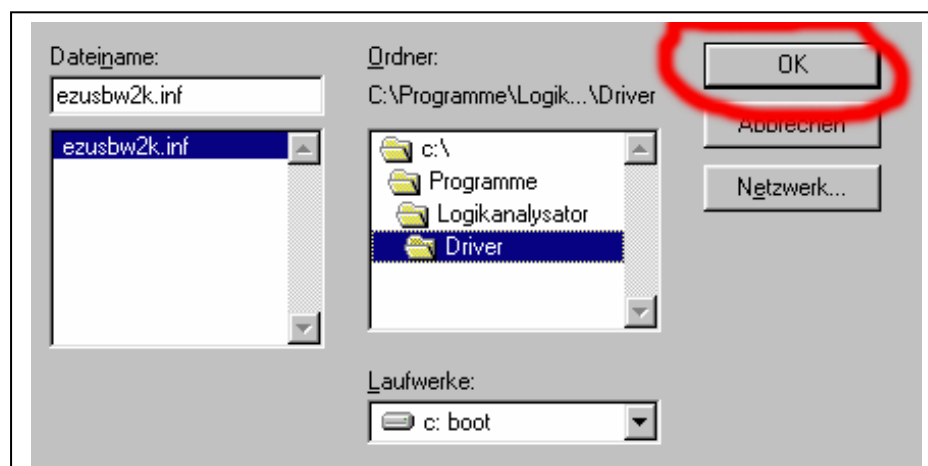 Dateiname:
ezusbw2k.inf
ezusbw2k.inf
Ordner:
C:\Programme\Logik...\Driver
c:\
Programme
Logikanalysator
Driver
Laufwerke:
c: boot
OK
Abbrechen
Netzwerk...